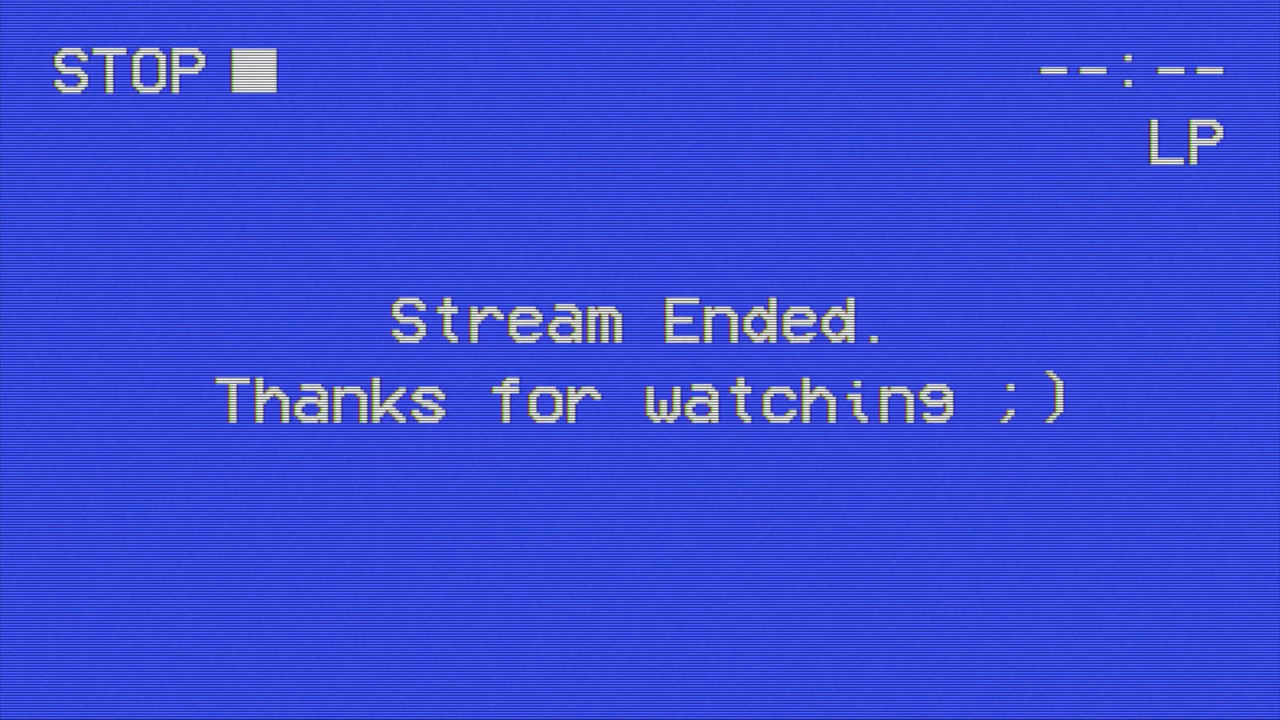 STOP ■
--:--
LP
Stream Ended.
Thanks for watching ;)